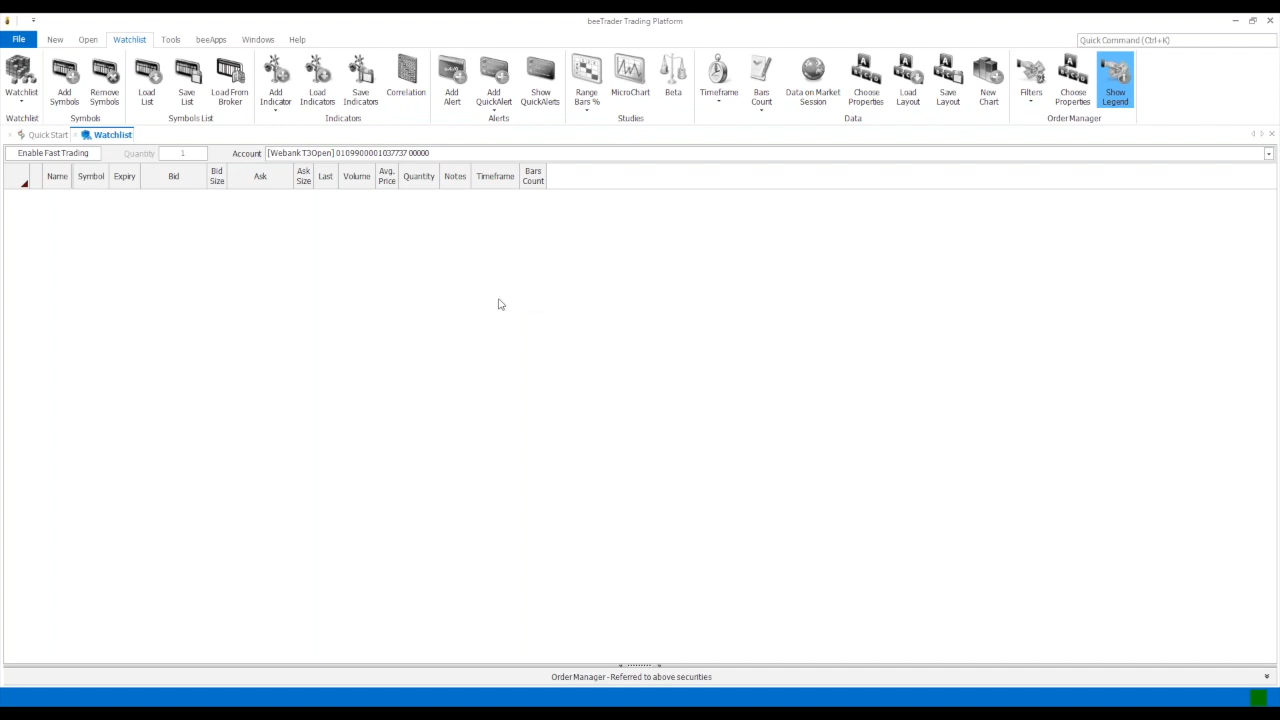 beeTrader Trading Platform
File New Open Watchlist Tools beeApps Windows Help Quick Command (Ctrl+K)
Watchlist
Add Symbols
Remove Symbols
Load List
Save List
Load From Broker
Add Indicator
Load Indicators
Save Indicators
Correlation
Add Alert
Add QuickAlert
Show QuickAlerts
Range Bars %
MicroChart
Beta
Timeframe
Bars Count
Data on Market Session
Choose Properties
Load Layout
Save Layout
New Chart
Filters
Choose Properties
Show Legend
Watchlist Symbols Symbols List Indicators Alerts Studies Data Order Manager
Quick Start Watchlist
Enable Fast Trading Quantity 1 Account [Webank T3Open] 0109900001037737 00000
Name Symbol Expiry Bid Bid Size Ask Ask Size Last Volume Avg. Price Quantity Notes Timeframe Bars Count
Order Manager - Referred to above securities